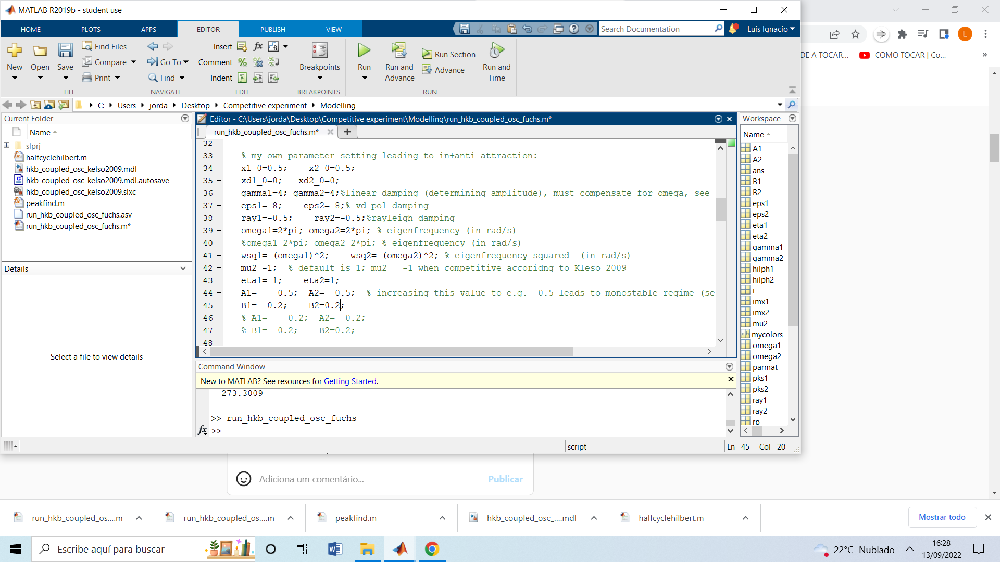 MATLAB R2019b - student use
HOME PLOTS APPS EDITOR PUBLISH VIEW
Search Documentation
Luis Ignacio
New
Open
Save
Find Files
Compare
Print
FILE
Go To
Find
NAVIGATE
Insert
Comment
Indent
EDIT
Breakpoints
BREAKPOINTS
Run
Run and Advance
Run Section
Advance
Run and Time
RUN
DE A TOCAR...
COMO TOCAR | Co...
L
C: Users jorda Desktop Competitive experiment Modelling
Current Folder
Name
slprj
halfcyclehilbert.m
hkb_coupled_osc_kelso2009.mdl
hkb_coupled_osc_kelso2009.mdl.autosave
hkb_coupled_osc_kelso2009.slxc
peakfind.m
run_hkb_coupled_osc_fuchs.asv
run_hkb_coupled_osc_fuchs.m*
Details
Select a file to view details
Editor - C:\Users\jorda\Desktop\Competitive experiment\Modelling\run_hkb_coupled_osc_fuchs.m*
run_hkb_coupled_osc_fuchs.m*
32
33 % my own parameter setting leading to in+anti attraction:
34 – x1_0=0.5; x2_0=0.5;
35 – xd1_0=0; xd2_0=0;
36 – gamma1=4; gamma2=4;%linear damping (determining amplitude), must compensate for omega, see
37 – eps1=-8; eps2=-8;% vd pol damping
38 – ray1=-0.5; ray2=-0.5;%rayleigh damping
39 – omega1=2*pi; omega2=2*pi; % eigenfrequency (in rad/s)
40 %omega1=2*pi; omega2=2*pi; % eigenfrequency (in rad/s)
41 – wsq1=-(omega1)^2; wsq2=-(omega2)^2; % eigenfrequency squared (in rad/s)
42 – mu2=-1; % default is 1; mu2 = -1 when competitive accoridng to Kleso 2009
43 – eta1= 1; eta2=1;
44 – A1= -0.5; A2= -0.5; % increasing this value to e.g. -0.5 leads to monostable regime (se
45 – B1= 0.2; B2=0.2;
46 % A1= -0.2; A2= -0.2;
47 % B1= 0.2; B2=0.2;
48
Command Window
New to MATLAB? See resources for Getting Started.
273.3009
>> run_hkb_coupled_osc_fuchs
fx >>
Workspace
Name
A1
A2
ans
B1
B2
eps1
eps2
eta1
eta2
gamma1
gamma2
hilph1
hilph2
i
imx1
imx2
mu2
mycolors
omega1
omega2
parmat
pks1
pks2
ray1
ray2
rp
script
Ln 45 Col 20
Adiciona um comentário...
Publicar
run_hkb_coupled_os....m
run_hkb_coupled_os....m
peakfind.m
hkb_coupled_osc_....mdl
halfcyclehilbert.m
Mostrar todo
Escribe aquí para buscar
22°C Nublado
16:28
13/09/2022